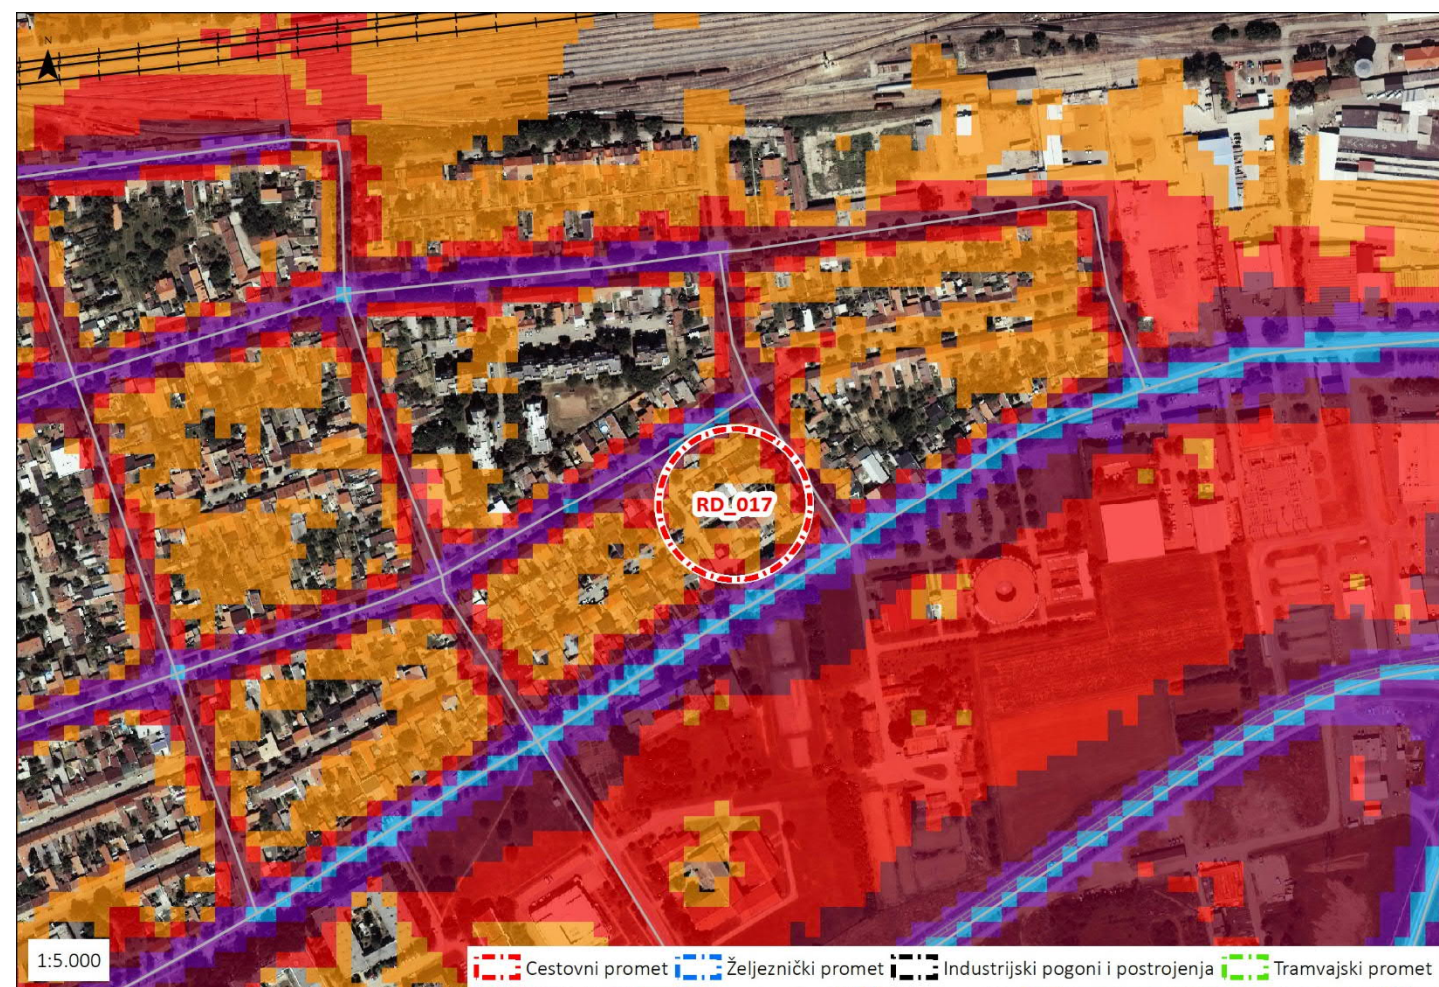 N
RD_017
1:5.000
Cestovni promet Željeznički promet Industrijski pogoni i postrojenja Tramvajski promet